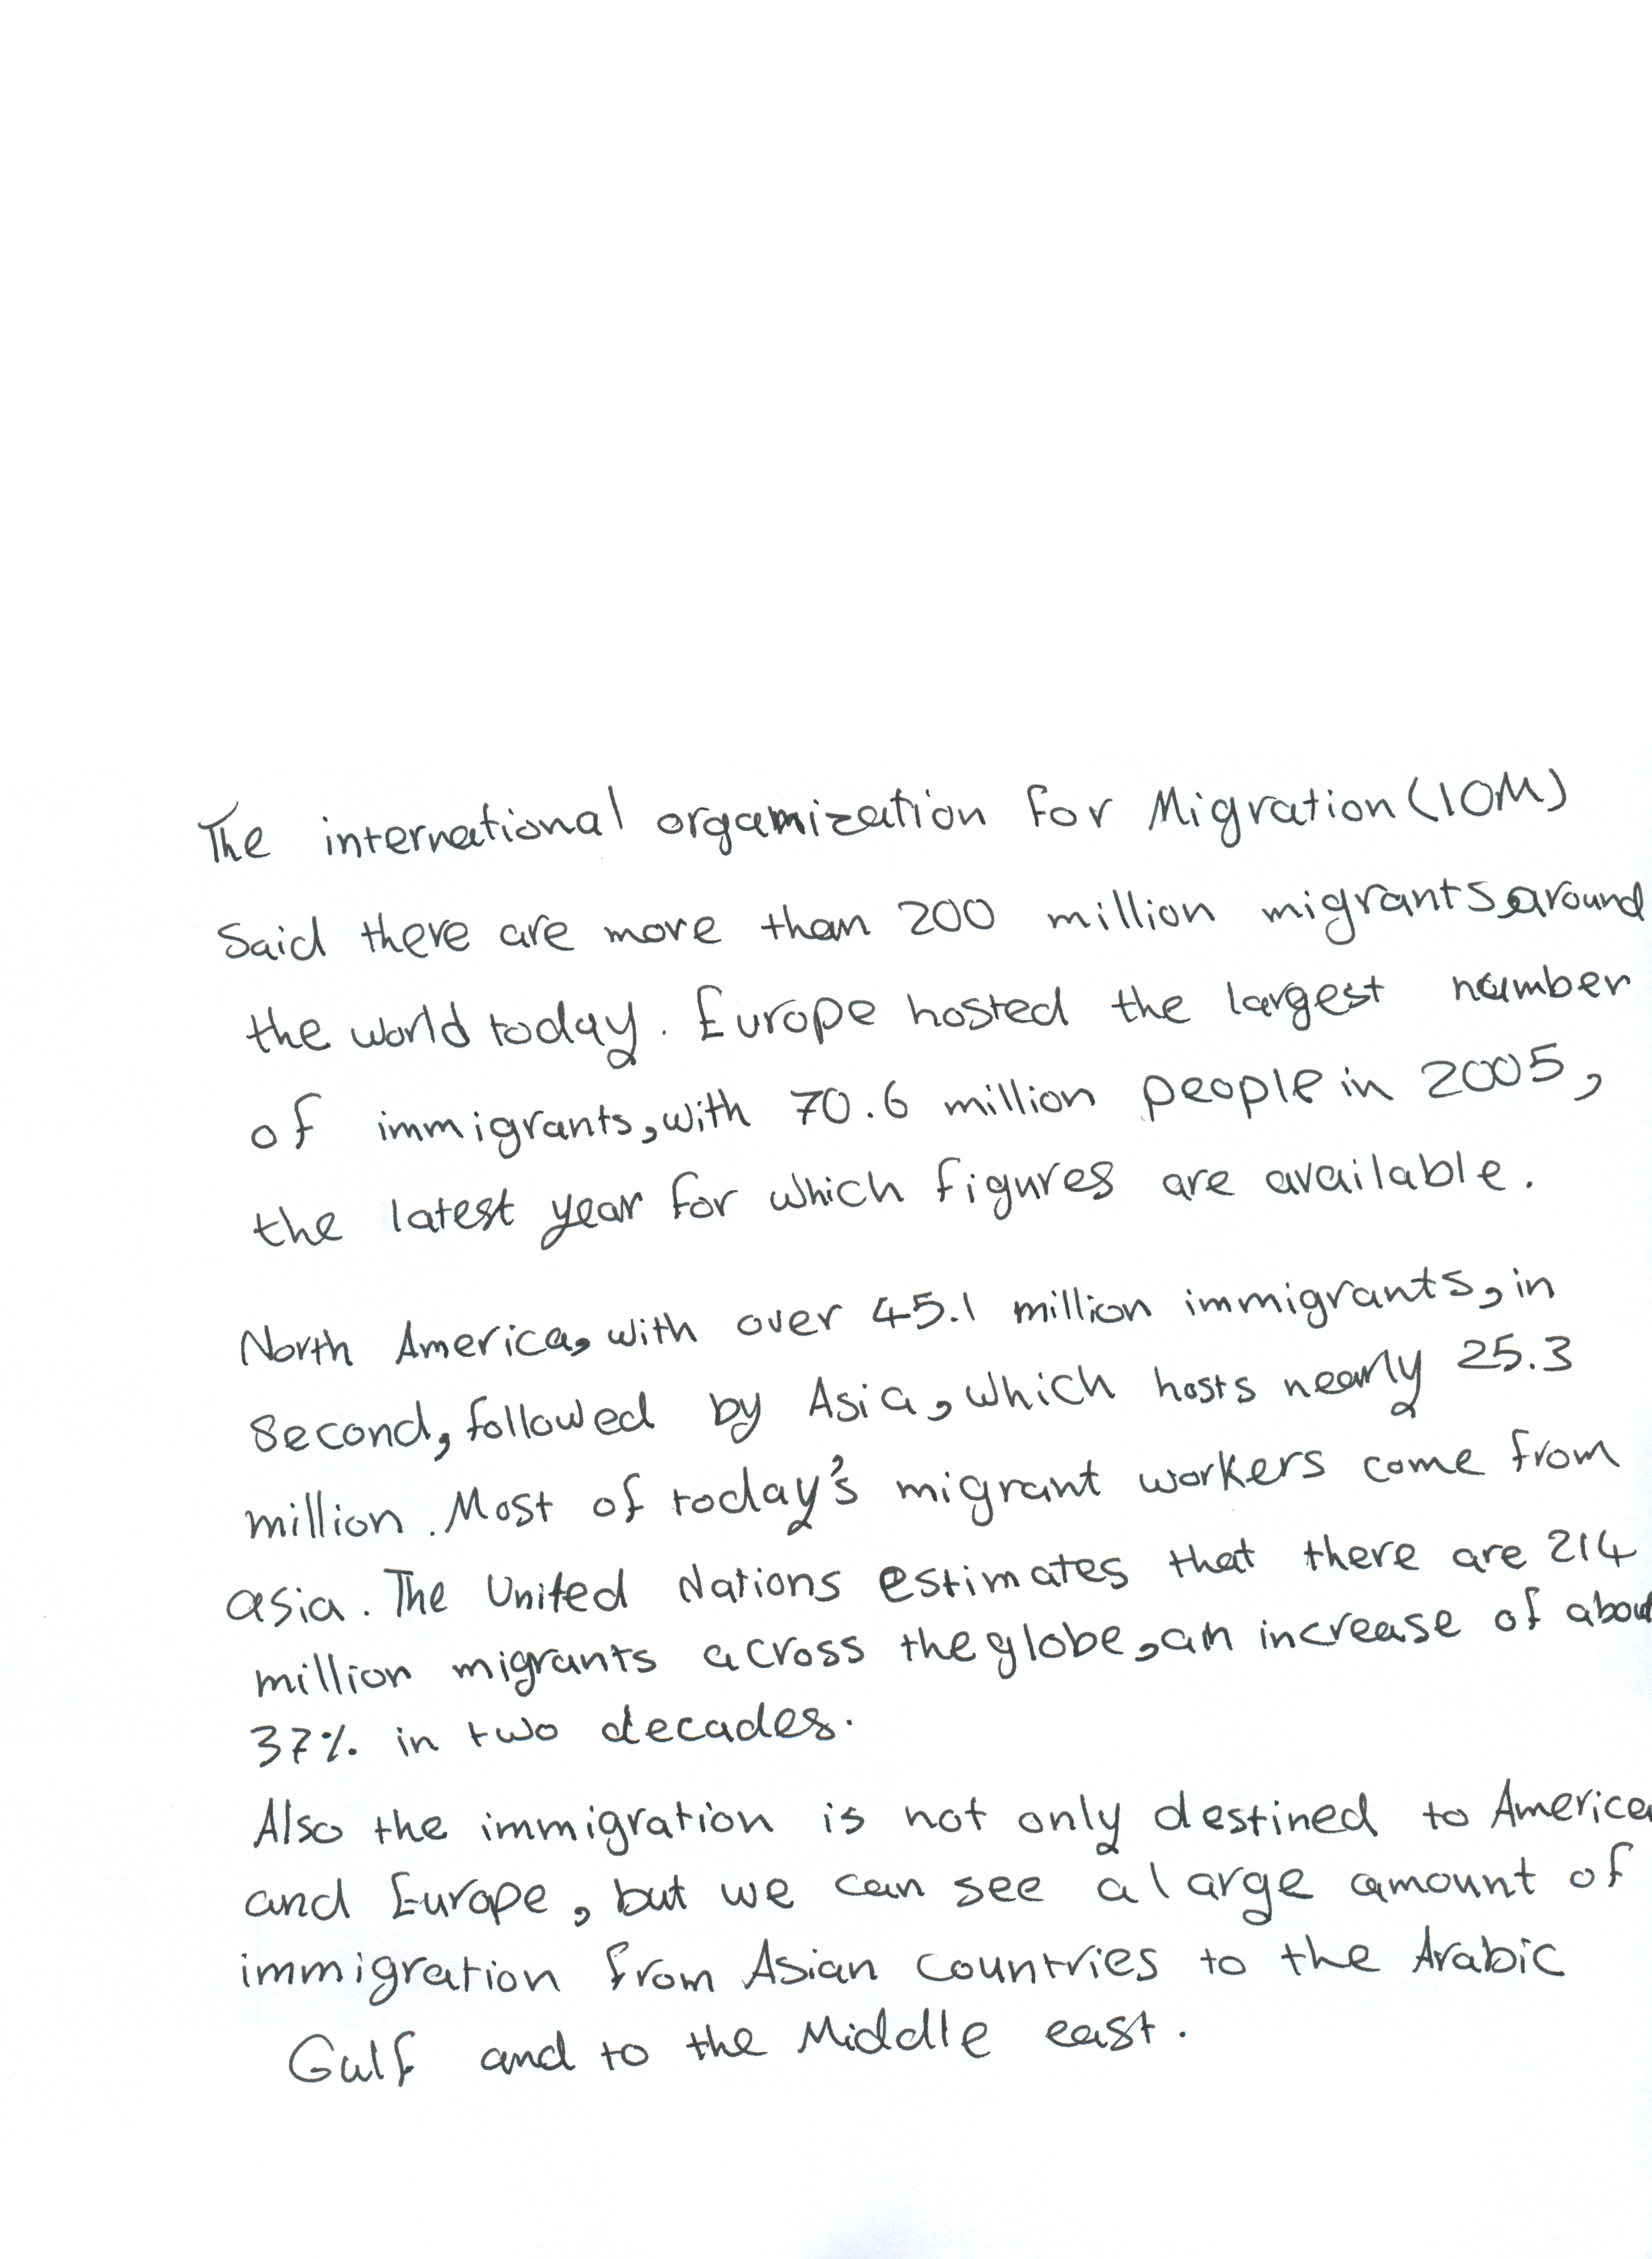 The international organization for Migration (IOM)
Said there are more than 200 million migrants around
the world today. Europe hosted the largest number
of immigrants, with 70.6 million people in 2005,
the latest year for which figures are available.
North America, with over 45.1 million immigrants, in
Second, followed by Asia, which hosts nearly 25.3
million. Most of today's migrant workers come from
asia. The United Nations estimates that there are 214
million migrants across the globe, an increase of about
37% in two decades.
Also the immigration is not only destined to America
and Europe, but we can see a large amount of
immigration from Asian countries to the Arabic
Gulf and to the Middle east.